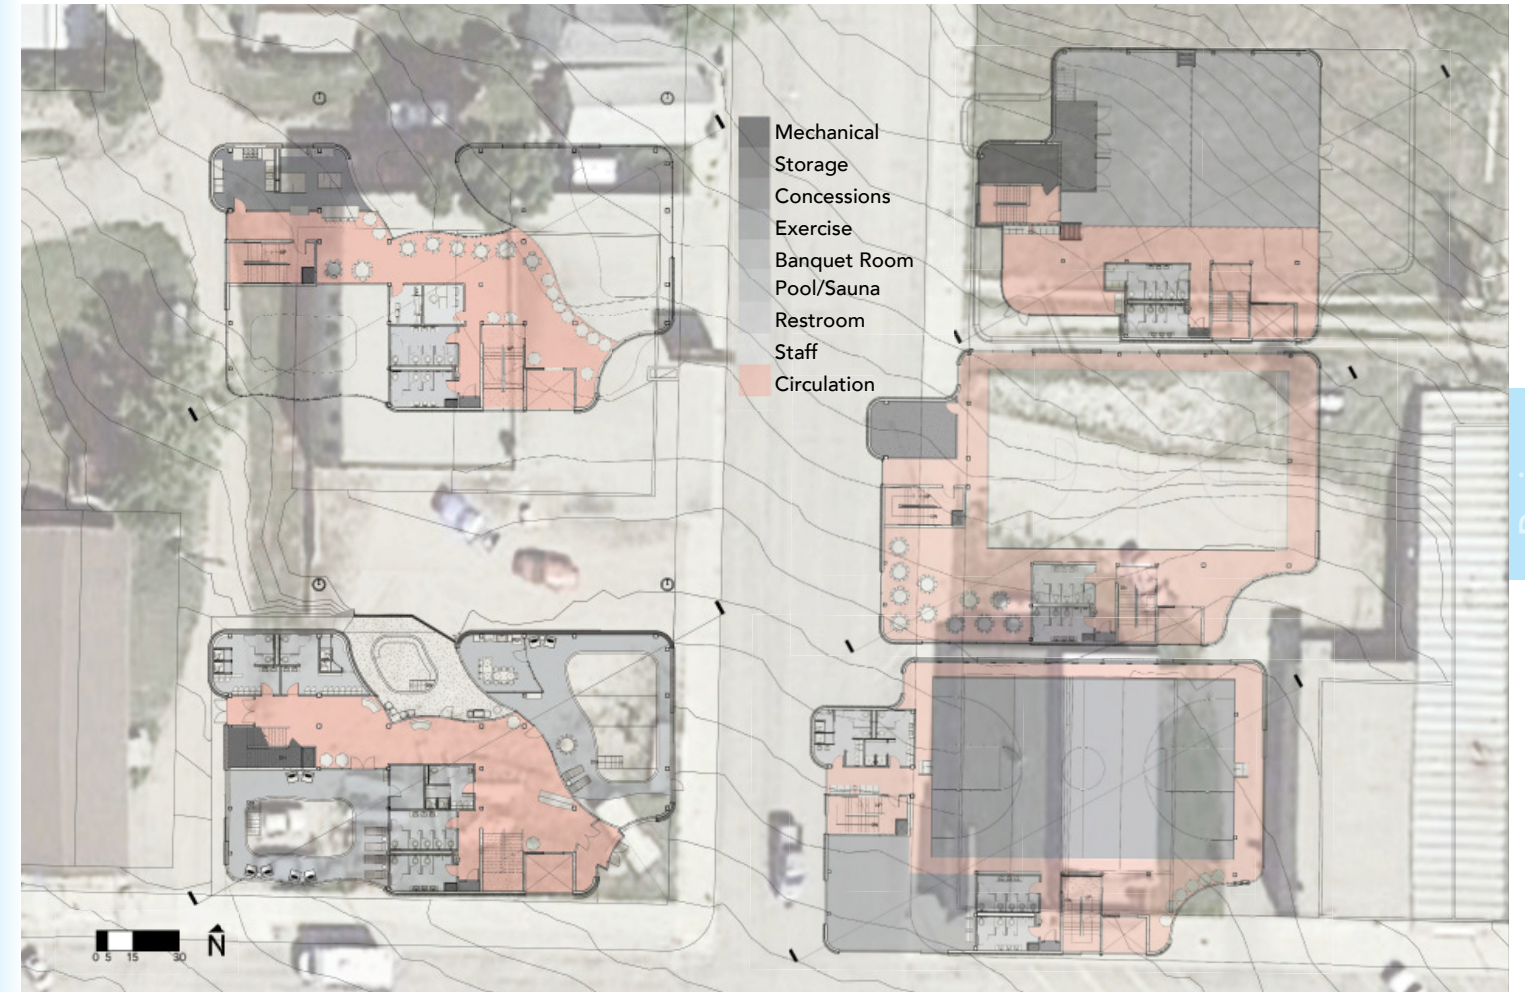 Mechanical
Storage
Concessions
Exercise
Banquet Room
Pool/Sauna
Restroom
Staff
Circulation
0 5 15 30
N